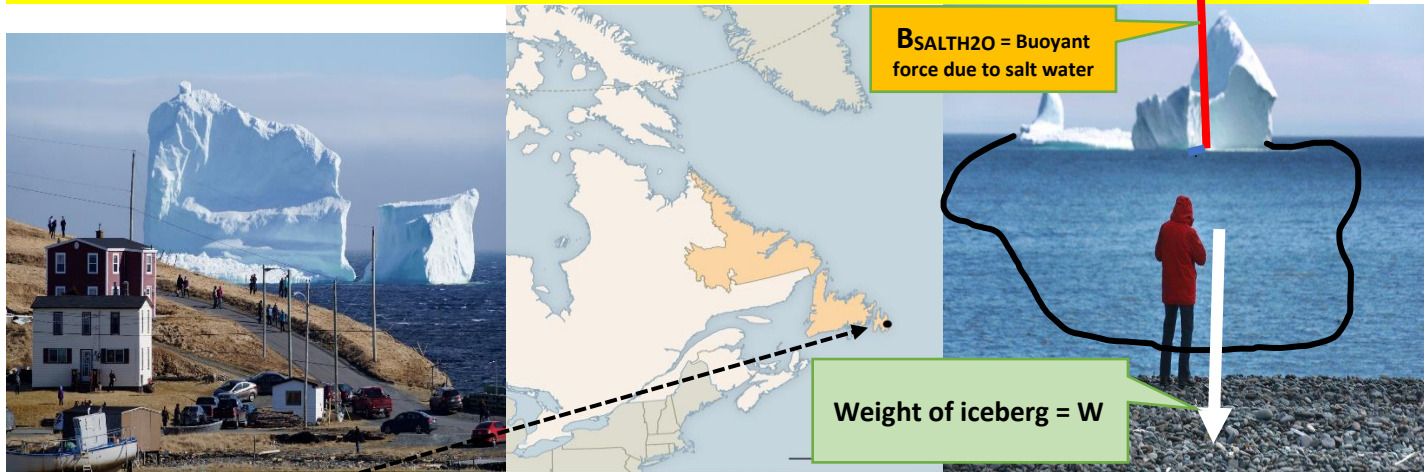 BSALTH2O = Buoyant
force due to salt water
Weight of iceberg = W